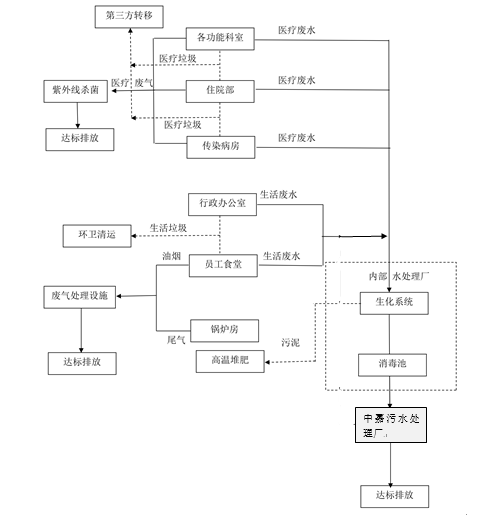 第三方转移
各功能科室
医疗废水
医疗垃圾
医疗 废气
紫外线杀菌
住院部
医疗废水
医疗垃圾
达标排放
传染病房
医疗废水
行政办公室
生活废水
环卫清运
生活垃圾
油烟
员工食堂
生活废水
内部 水处理厂
废气处理设施
生化系统
锅炉房
尾气
污泥
达标排放
高温堆肥
消毒池
中嘉污水处
理厂
达标排放